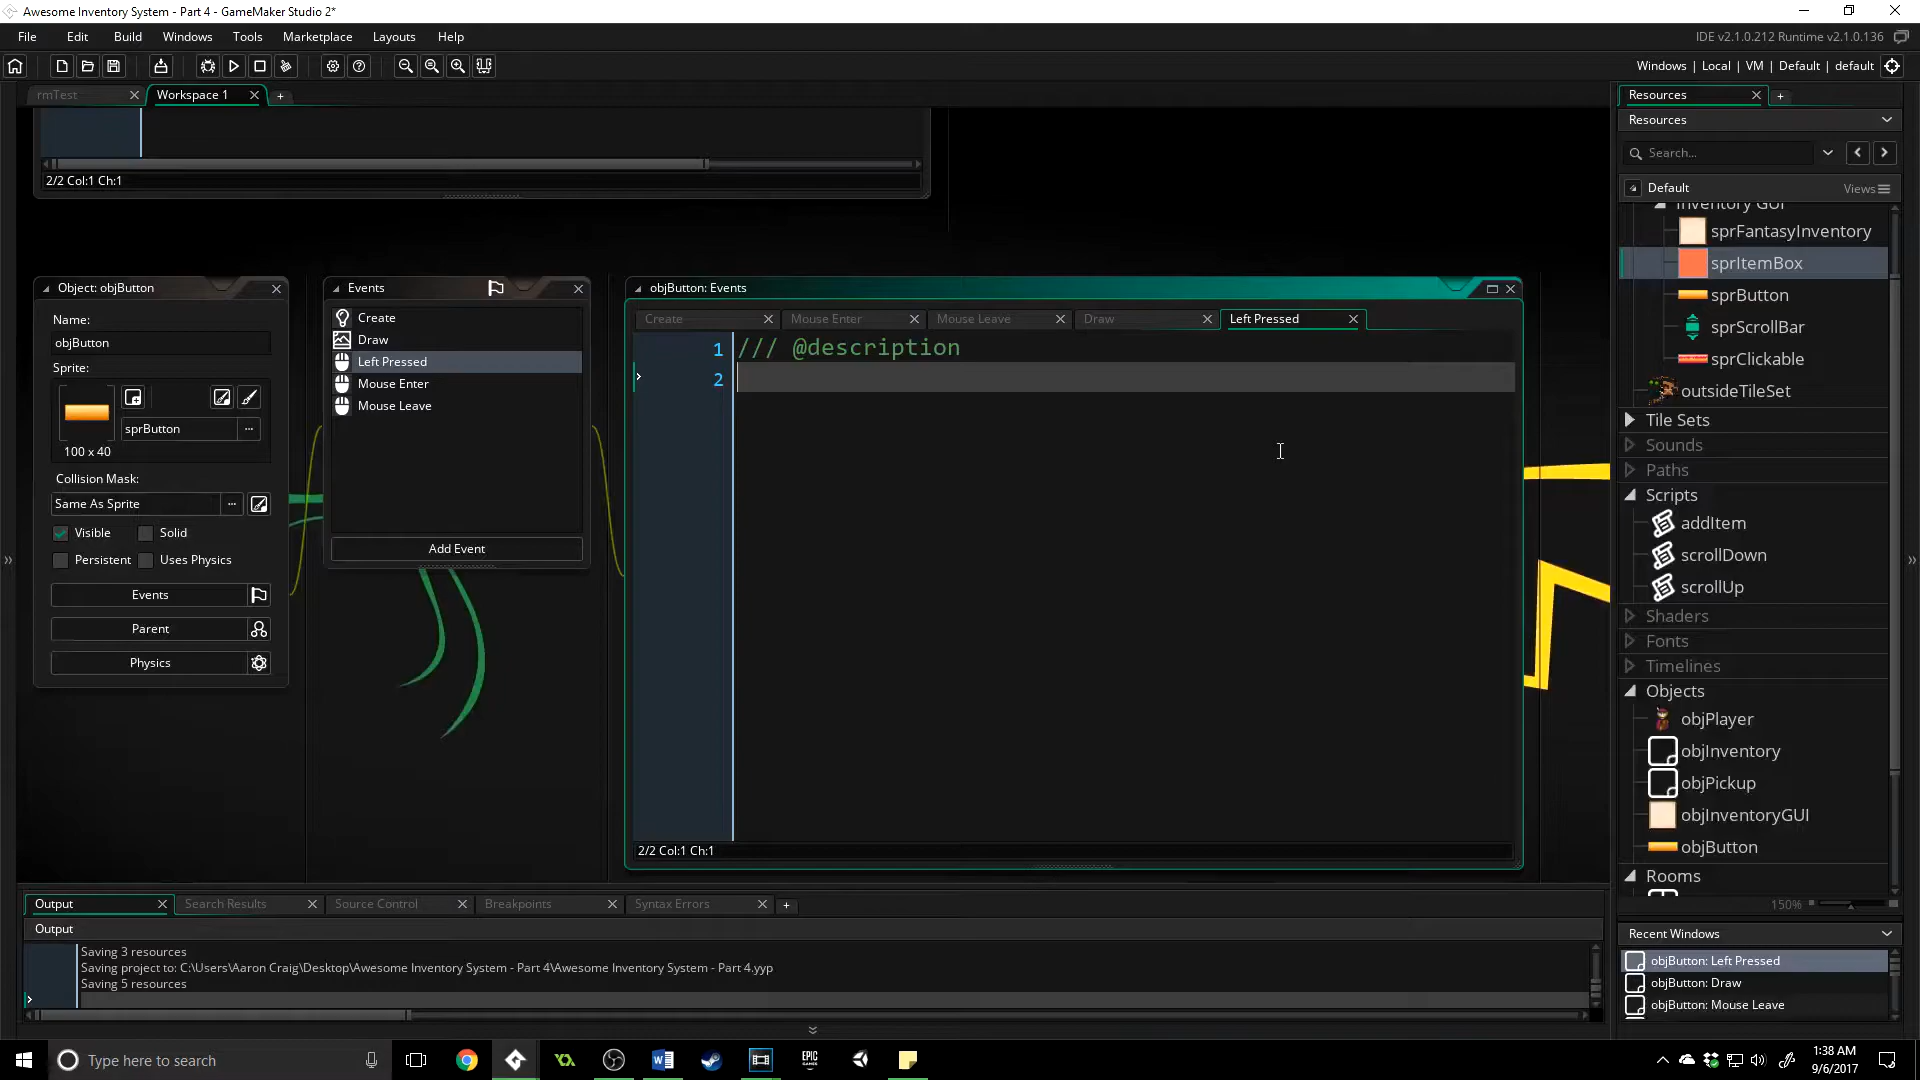 Awesome Inventory System - Part 4 - GameMaker Studio 2*
File Edit Build Windows Tools Marketplace Layouts Help
IDE v2.1.0.212 Runtime v2.1.0.136
Windows | Local | VM | Default | default
rmTest
Workspace 1
2/2 Col:1 Ch:1
Object: objButton
Name:
objButton
Sprite:
sprButton
100 x 40
Collision Mask:
Same As Sprite
Visible
Solid
Persistent
Uses Physics
Events
Parent
Physics
Events
Create
Draw
Left Pressed
Mouse Enter
Mouse Leave
Add Event
objButton: Events
Create
Mouse Enter
Mouse Leave
Draw
Left Pressed
1 /// @description
2
2/2 Col:1 Ch:1
Resources
Resources
Search...
Default
Views
Inventory GUI
sprFantasyInventory
sprItemBox
sprButton
sprScrollBar
sprClickable
outsideTileSet
Tile Sets
Sounds
Paths
Scripts
addItem
scrollDown
scrollUp
Shaders
Fonts
Timelines
Objects
objPlayer
objInventory
objPickup
objInventoryGUI
objButton
Rooms
150%
Recent Windows
objButton: Left Pressed
objButton: Draw
objButton: Mouse Leave
Output
Search Results
Source Control
Breakpoints
Syntax Errors
Output
Saving 3 resources
Saving project to: C:\Users\Aaron Craig\Desktop\Awesome Inventory System - Part 4\Awesome Inventory System - Part 4.yyp
Saving 5 resources
Type here to search
EPIC
GAMES
1:38 AM
9/6/2017